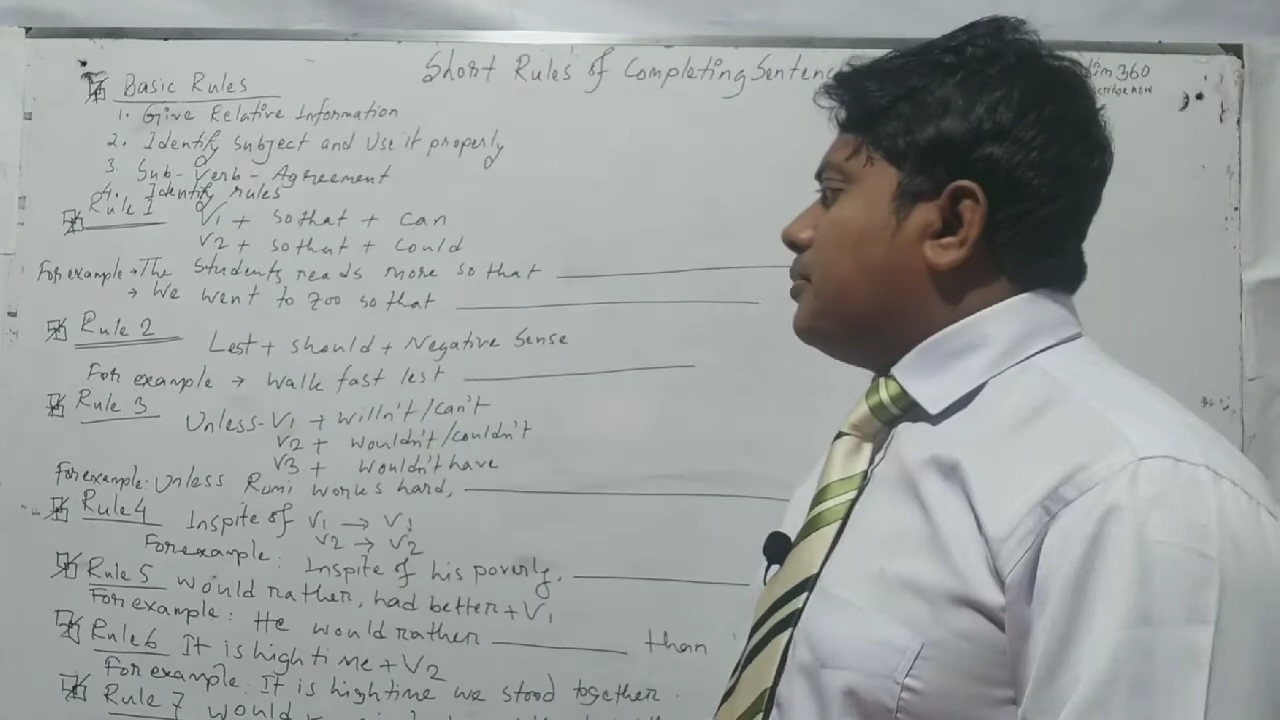 Short Rules of Completing Sentenc
im360
Basic Rules
1. Give Relative Information
2. Identify Subject and Use it properly
3. Sub-Verb-Agreement
4. Identify rules
Rule 1 V1 + so that + can
V2 + so that + could
For example → The Students reads more so that
→ We went to zoo so that
Rule 2
Lest + should + Negative Sense
For example → Walk fast lest
Rule 3
Unless - V1 + willn't/can't
V2 + wouldn't/couldn't
V3 + wouldn't have
For example: Unless Rumi works hard,
Rule 4 Inspite of V1 → V1
V2 → V2
For example: Inspite of his poverly,
Rule 5 would rather, had better + V1
For example: He would rather than
Rule 6 It is high time + V2
For example: It is high time we stood together.
Rule 7 would